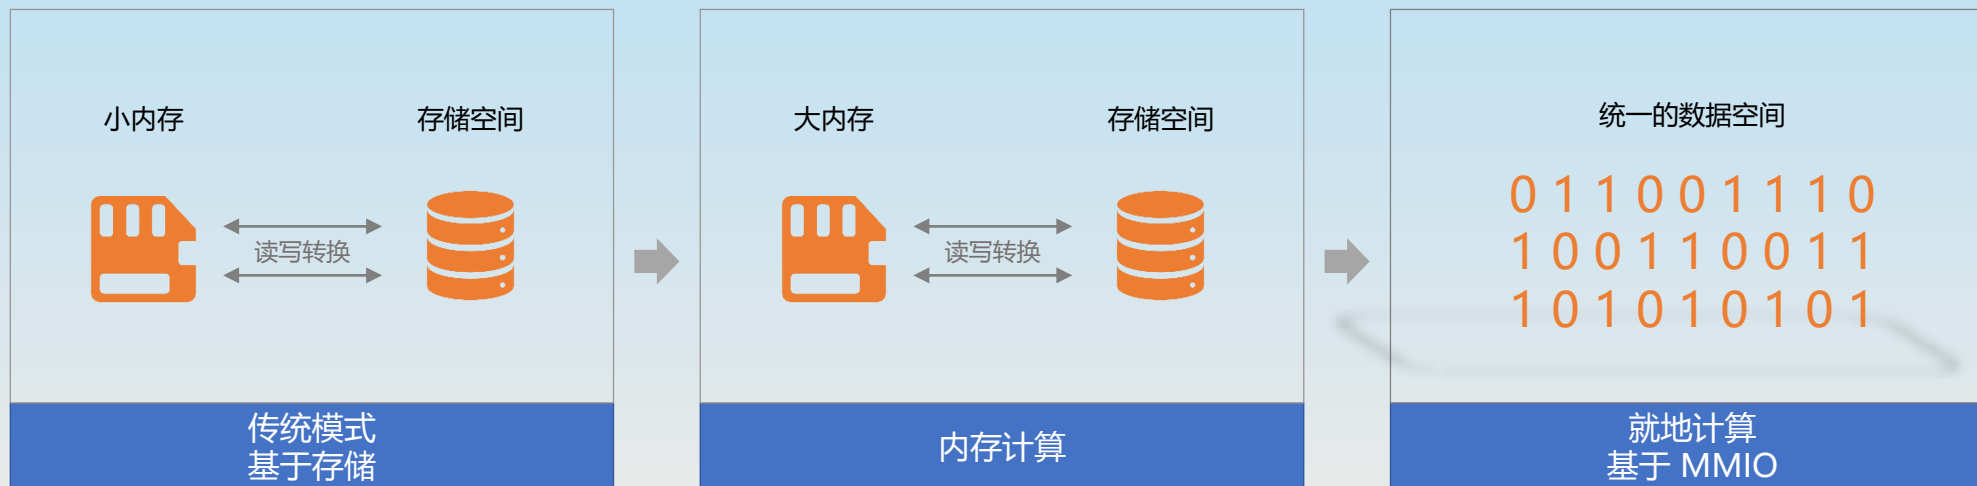 小内存
存储空间
读写转换
传统模式
基于存储
大内存
存储空间
读写转换
内存计算
统一的数据空间
0 1 1 0 0 1 1 1 0
1 0 0 1 1 0 0 1 1
1 0 1 0 1 0 1 0 1
就地计算
基于 MMIO